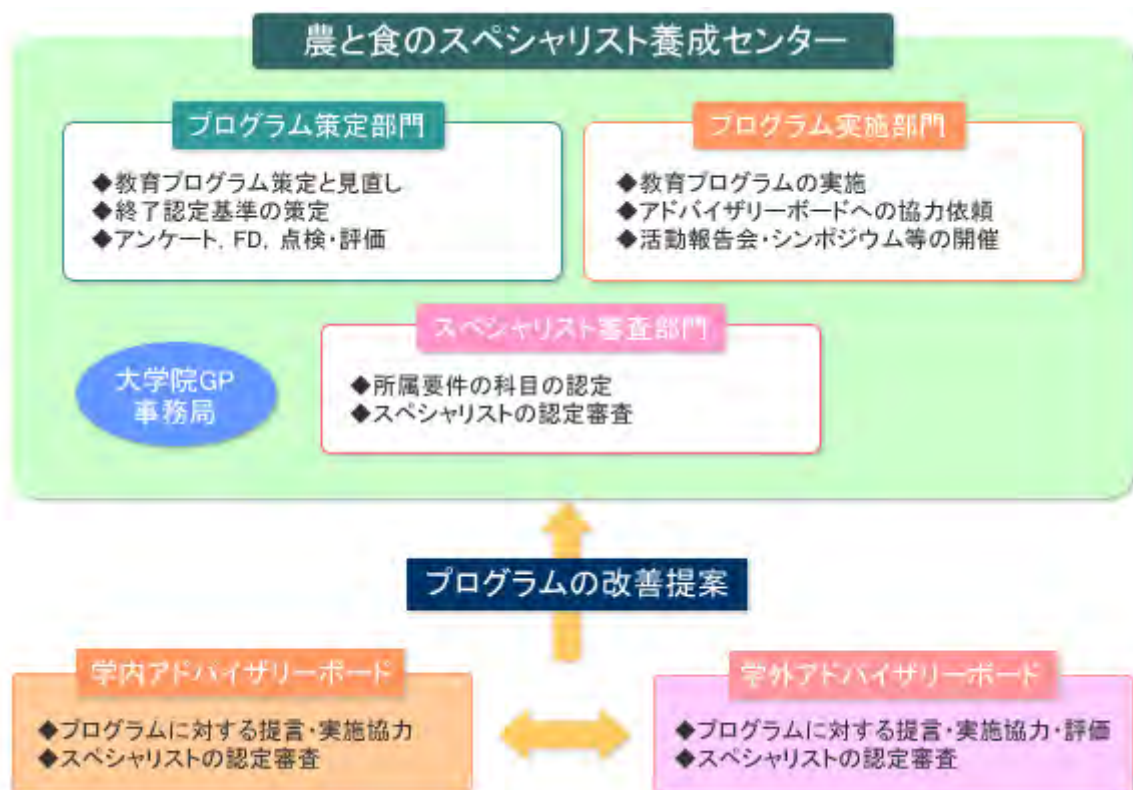 農と食のスペシャリスト養成センター
プログラム策定部門
◆教育プログラム策定と見直し
◆終了認定基準の策定
◆アンケート，FD，点検・評価
プログラム実施部門
◆教育プログラムの実施
◆アドバイザリーボードへの協力依頼
◆活動報告会・シンポジウム等の開催
スペシャリスト審査部門
◆所属要件の科目の認定
◆スペシャリストの認定審査
大学院GP
事務局
プログラムの改善提案
学内アドバイザリーボード
◆プログラムに対する提言・実施協力
◆スペシャリストの認定審査
学外アドバイザリーボード
◆プログラムに対する提言・実施協力・評価
◆スペシャリストの認定審査